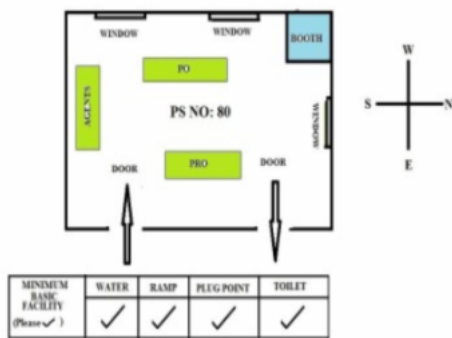 WINDOW
WINDOW
BOOTH
W
PO
AGENTS
PS NO: 80
WINDOW
S
N
E
DOOR
PRO
DOOR
MINIMUM BASIC FACILITY (Please ✓)
WATER
RAMP
PLUG POINT
TOILET
✓ ✓ ✓ ✓